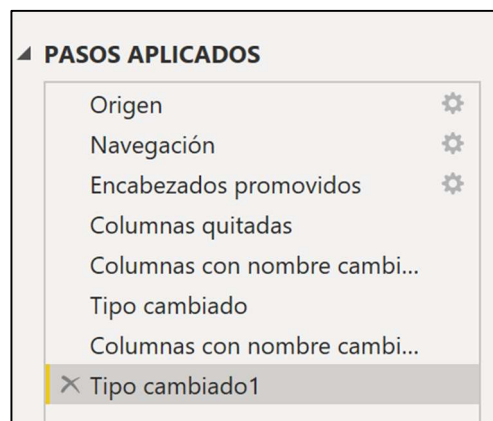 PASOS APLICADOS
Origen
Navegación
Encabezados promovidos
Columnas quitadas
Columnas con nombre cambi...
Tipo cambiado
Columnas con nombre cambi...
Tipo cambiado1